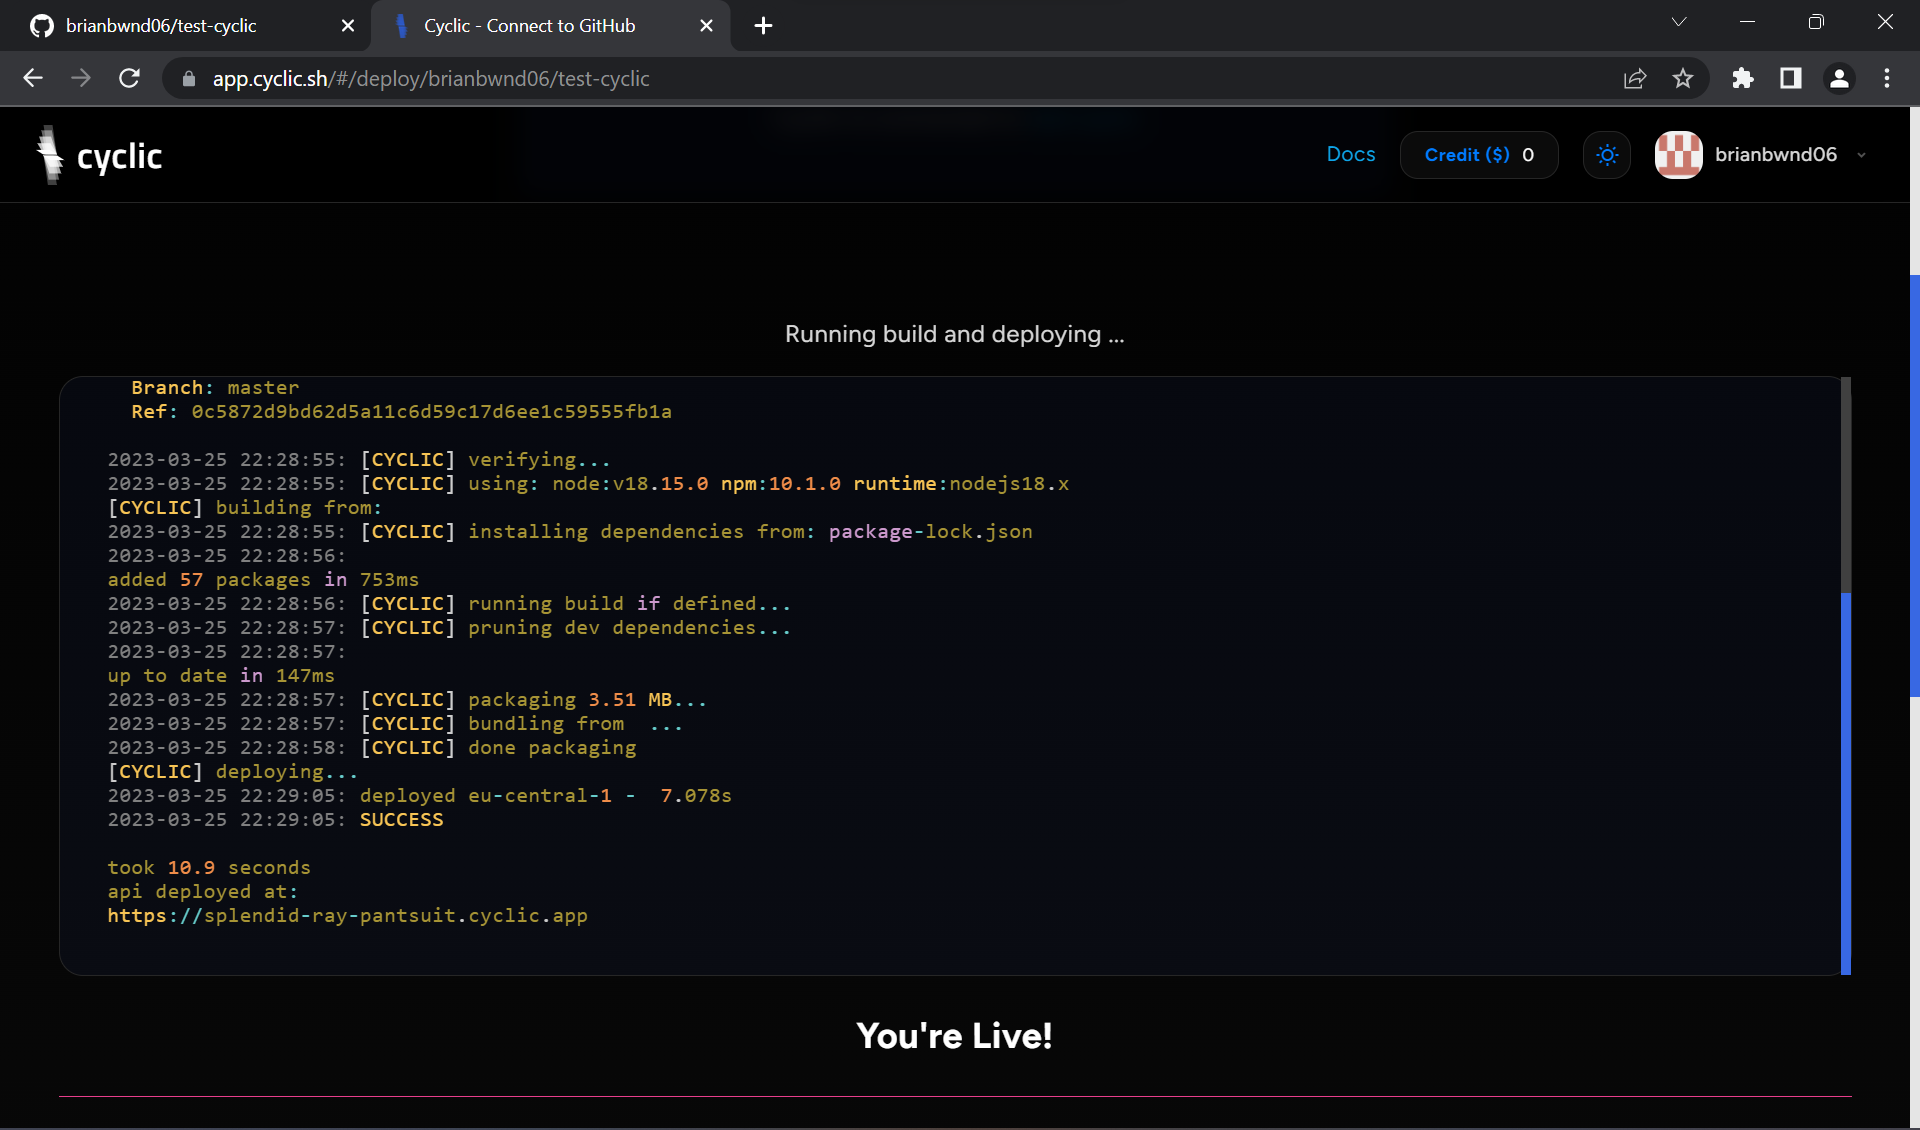 brianbwnd06/test-cyclic
Cyclic - Connect to GitHub
app.cyclic.sh/#/deploy/brianbwnd06/test-cyclic
cyclic
Docs
Credit ($) 0
brianbwnd06
Running build and deploying ...
Branch: master
Ref: 0c5872d9bd62d5a11c6d59c17d6ee1c59555fb1a
2023-03-25 22:28:55: [CYCLIC] verifying...
2023-03-25 22:28:55: [CYCLIC] using: node:v18.15.0 npm:10.1.0 runtime:nodejs18.x
[CYCLIC] building from:
2023-03-25 22:28:55: [CYCLIC] installing dependencies from: package-lock.json
2023-03-25 22:28:56:
added 57 packages in 753ms
2023-03-25 22:28:56: [CYCLIC] running build if defined...
2023-03-25 22:28:57: [CYCLIC] pruning dev dependencies...
2023-03-25 22:28:57:
up to date in 147ms
2023-03-25 22:28:57: [CYCLIC] packaging 3.51 MB...
2023-03-25 22:28:57: [CYCLIC] bundling from  ...
2023-03-25 22:28:58: [CYCLIC] done packaging
[CYCLIC] deploying...
2023-03-25 22:29:05: deployed eu-central-1 -  7.078s
2023-03-25 22:29:05: SUCCESS
took 10.9 seconds
api deployed at:
https://splendid-ray-pantsuit.cyclic.app
You're Live!